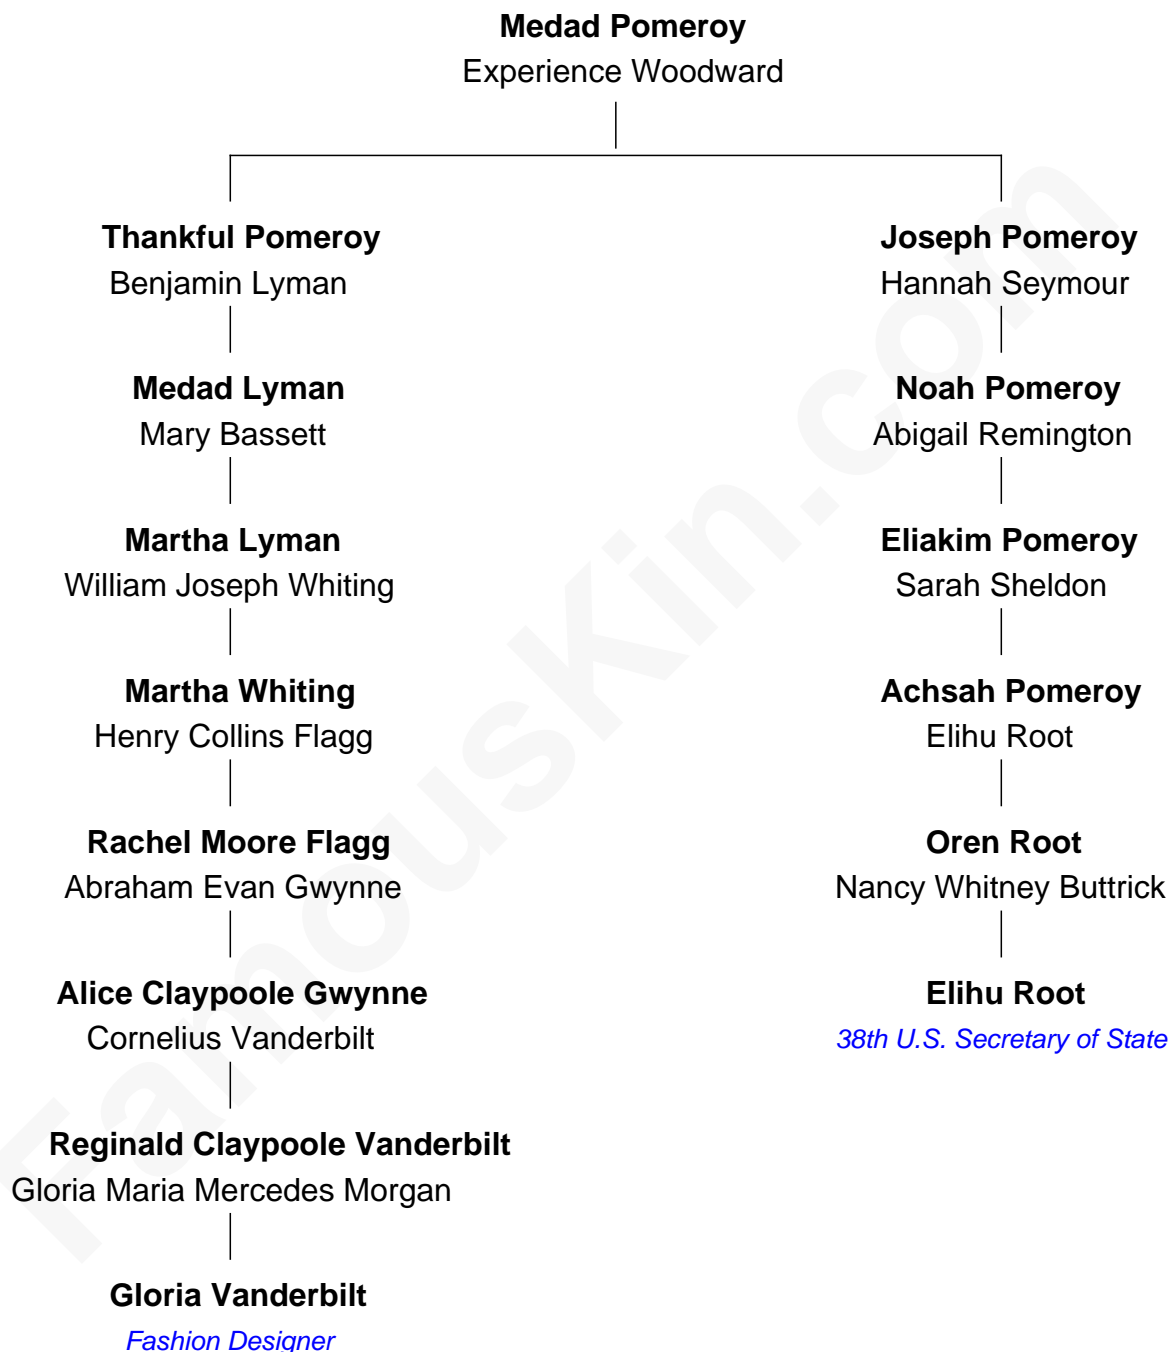 Medad Pomeroy
Experience Woodward
Thankful Pomeroy
Benjamin Lyman
Joseph Pomeroy
Hannah Seymour
Medad Lyman
Mary Bassett
Noah Pomeroy
Abigail Remington
Martha Lyman
William Joseph Whiting
Eliakim Pomeroy
Sarah Sheldon
Martha Whiting
Henry Collins Flagg
Achsah Pomeroy
Elihu Root
Rachel Moore Flagg
Abraham Evan Gwynne
Oren Root
Nancy Whitney Buttrick
Alice Claypoole Gwynne
Cornelius Vanderbilt
Elihu Root
38th U.S. Secretary of State
Reginald Claypoole Vanderbilt
Gloria Maria Mercedes Morgan
Gloria Vanderbilt
Fashion Designer
FamousKin.com